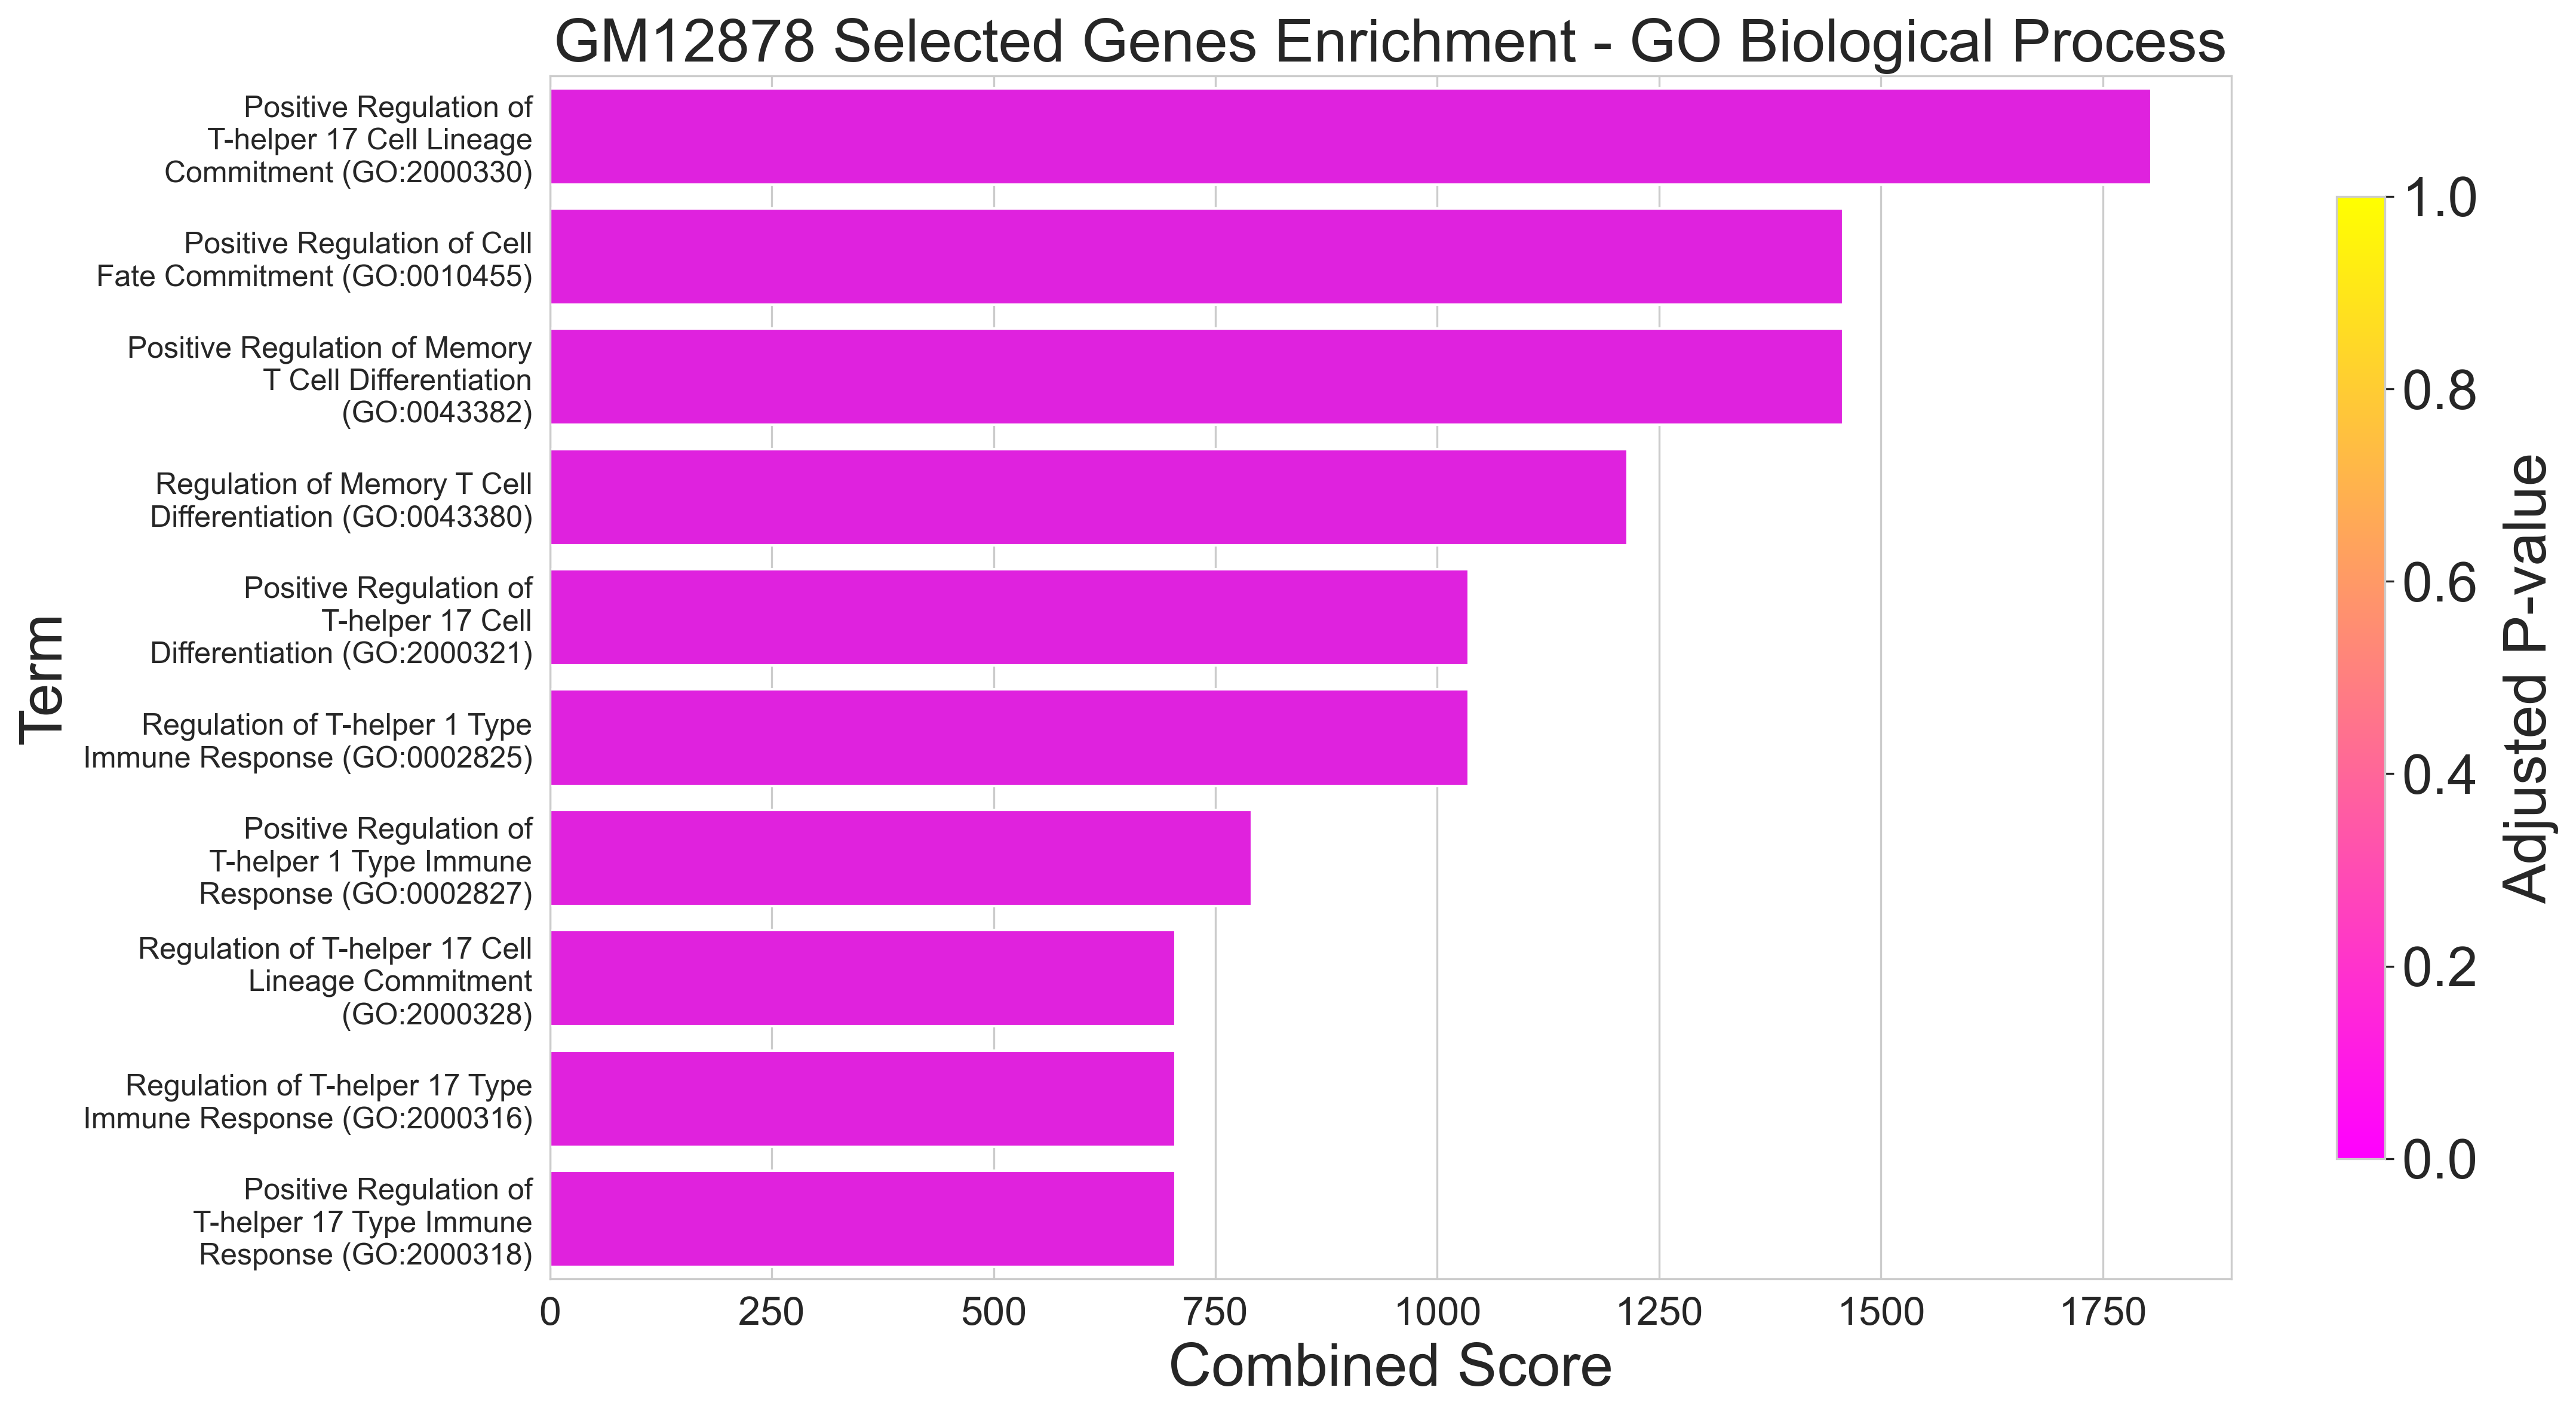 GM12878 Selected Genes Enrichment - GO Biological Process
Positive Regulation of
T-helper 17 Cell Lineage
Commitment (GO:2000330)
Positive Regulation of Cell
Fate Commitment (GO:0010455)
Positive Regulation of Memory
T Cell Differentiation
(GO:0043382)
Regulation of Memory T Cell
Differentiation (GO:0043380)
Positive Regulation of
T-helper 17 Cell
Differentiation (GO:2000321)
Regulation of T-helper 1 Type
Immune Response (GO:0002825)
Positive Regulation of
T-helper 1 Type Immune
Response (GO:0002827)
Regulation of T-helper 17 Cell
Lineage Commitment
(GO:2000328)
Regulation of T-helper 17 Type
Immune Response (GO:2000316)
Positive Regulation of
T-helper 17 Type Immune
Response (GO:2000318)
Term
0 250 500 750 1000 1250 1500 1750
Combined Score
1.0
0.8
0.6
0.4
0.2
0.0
Adjusted P-value